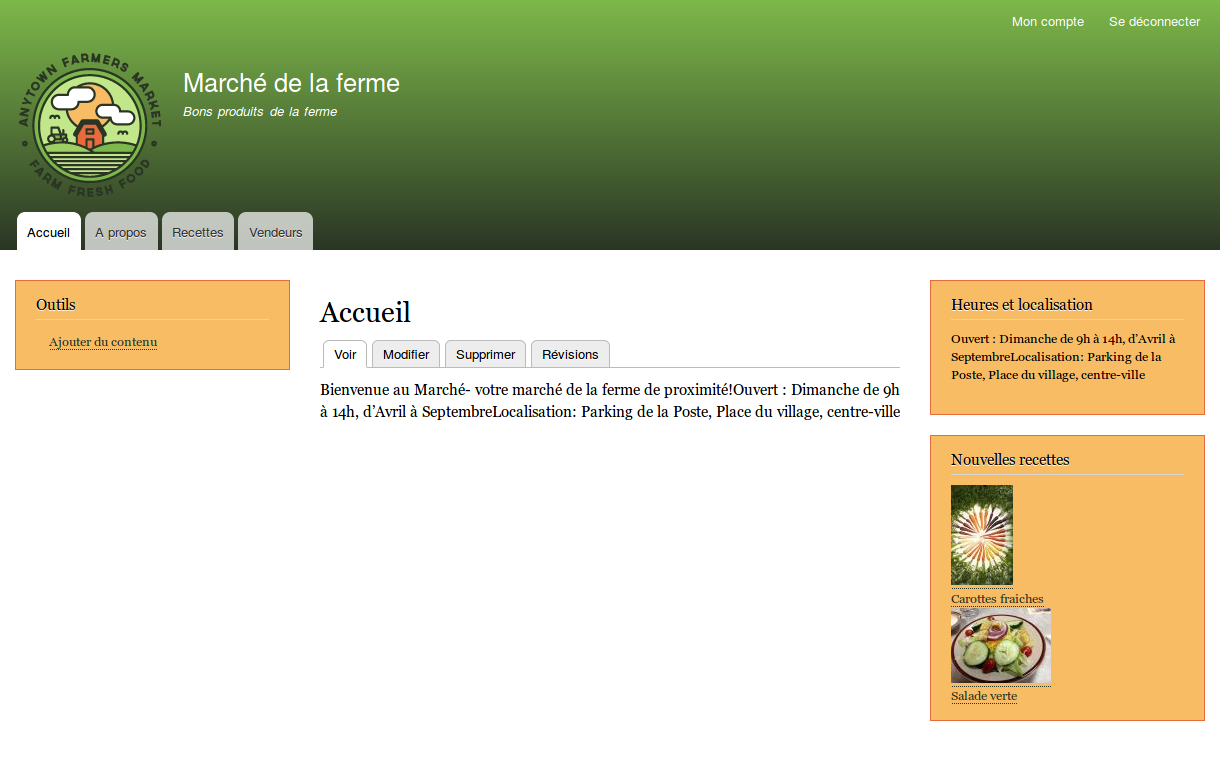 Mon compte Se déconnecter
ANYTOWN FARMERS MARKET
FARM FRESH FOOD
Marché de la ferme
Bons produits de la ferme
Accueil A propos Recettes Vendeurs
Outils
Ajouter du contenu
Accueil
Voir Modifier Supprimer Révisions
Bienvenue au Marché- votre marché de la ferme de proximité!Ouvert : Dimanche de 9h
à 14h, d’Avril à SeptembreLocalisation: Parking de la Poste, Place du village, centre-ville
Heures et localisation
Ouvert : Dimanche de 9h à 14h, d’Avril à
SeptembreLocalisation: Parking de la
Poste, Place du village, centre-ville
Nouvelles recettes
Carottes fraiches
Salade verte